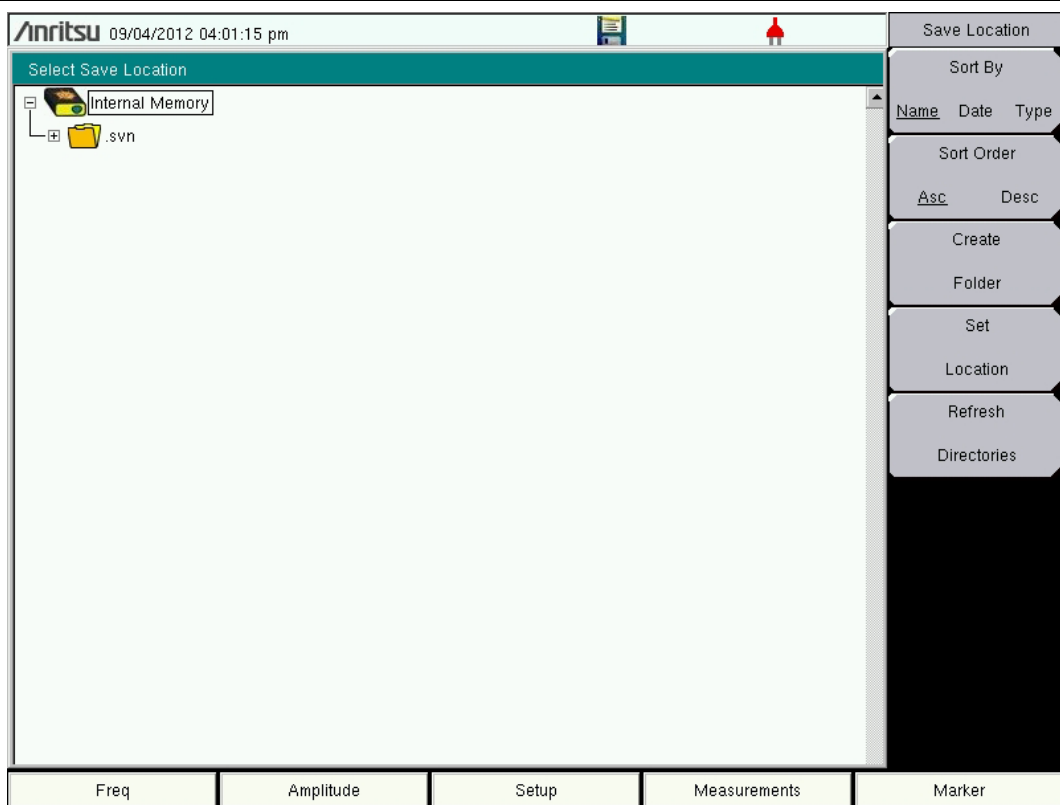 Anritsu 09/04/2012 04:01:15 pm
Select Save Location
Internal Memory
.svn
Save Location
Sort By
Name Date Type
Sort Order
Asc Desc
Create
Folder
Set
Location
Refresh
Directories
Freq Amplitude Setup Measurements Marker